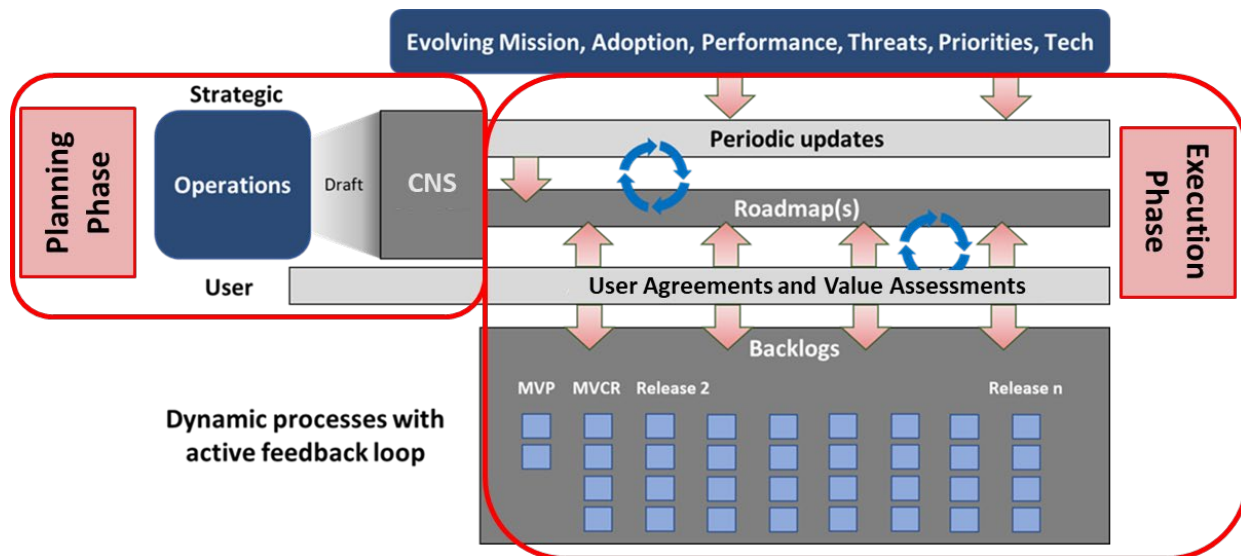 Evolving Mission, Adoption, Performance, Threats, Priorities, Tech
Planning
Phase
Strategic
Operations
Draft
CNS
User
Periodic updates
Roadmap(s)
User Agreements and Value Assessments
Execution
Phase
Backlogs
MVP MVCR Release 2 Release n
Dynamic processes with
active feedback loop